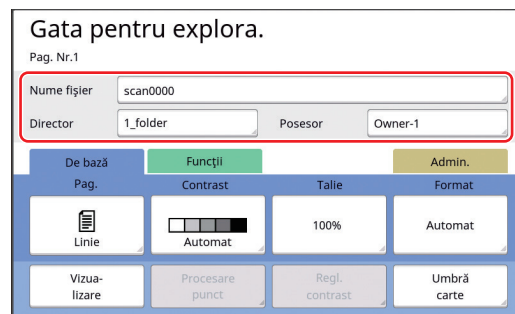 Gata pentru explora.
Pag. Nr.1
Nume fişier scan0000
Director 1_folder Posesor Owner-1
De bază Funcţii Admin.
Pag. Contrast Talie Format
Linie Automat 100% Automat
Vizua-
lizare
Procesare
punct
Regl.
contrast
Umbră
carte